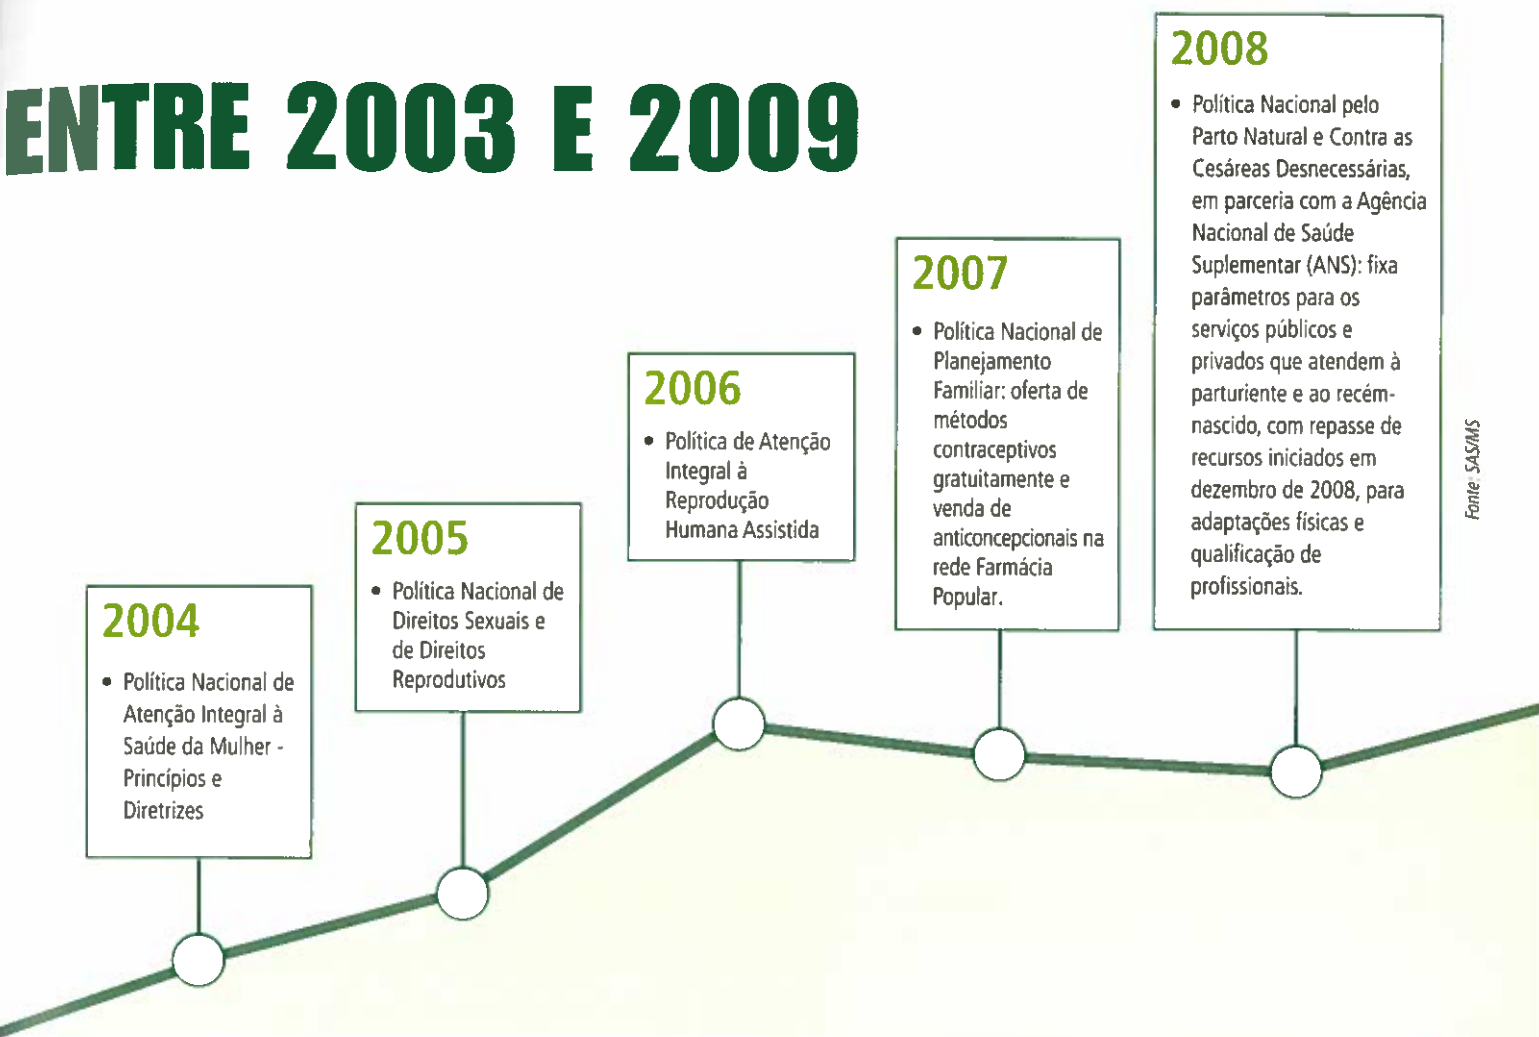 ENTRE 2003 E 2009
2004
• Política Nacional de
Atenção Integral à
Saúde da Mulher -
Princípios e
Diretrizes
2005
• Política Nacional de
Direitos Sexuais e
de Direitos
Reprodutivos
2006
• Política de Atenção
Integral à
Reprodução
Humana Assistida
2007
• Política Nacional de
Planejamento
Familiar: oferta de
métodos
contraceptivos
gratuitamente e
venda de
anticoncepcionais na
rede Farmácia
Popular.
2008
• Política Nacional pelo
Parto Natural e Contra as
Cesáreas Desnecessárias,
em parceria com a Agência
Nacional de Saúde
Suplementar (ANS): fixa
parâmetros para os
serviços públicos e
privados que atendem à
parturiente e ao recém-
nascido, com repasse de
recursos iniciados em
dezembro de 2008, para
adaptações físicas e
qualificação de
profissionais.
Fonte: SAS/MS